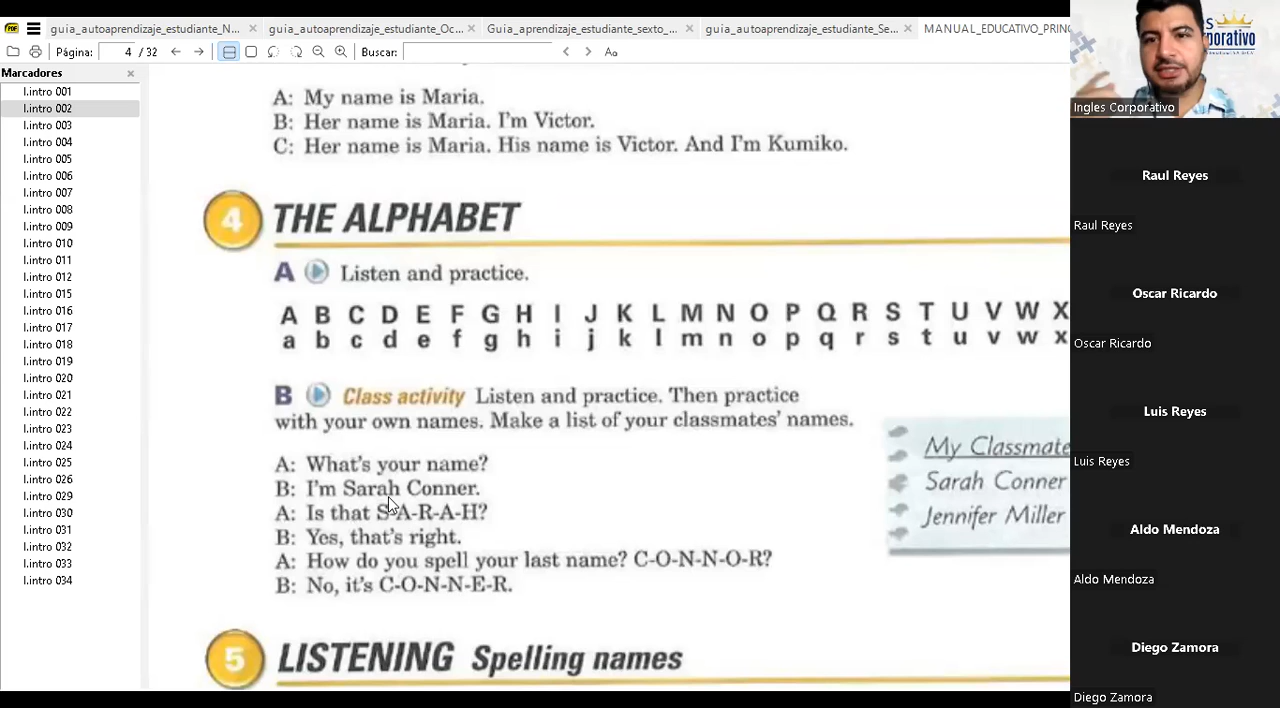 guia_autoaprendizaje_estudiante_N... × guia_autoaprendizaje_estudiante_Oc... × Guia_aprendizaje_estudiante_sexto_... × guia_autoaprendizaje_estudiante_Se... × MANUAL_EDUCATIVO_PRINC
Página: 4 / 32 Buscar: Aa
Marcadores ×
I.intro 001
I.intro 002
I.intro 003
I.intro 004
I.intro 005
I.intro 006
I.intro 007
I.intro 008
I.intro 009
I.intro 010
I.intro 011
I.intro 012
I.intro 015
I.intro 016
I.intro 017
I.intro 018
I.intro 019
I.intro 020
I.intro 021
I.intro 022
I.intro 023
I.intro 024
I.intro 025
I.intro 026
I.intro 029
I.intro 030
I.intro 031
I.intro 032
I.intro 033
I.intro 034
A: My name is Maria.
B: Her name is Maria. I'm Victor.
C: Her name is Maria. His name is Victor. And I'm Kumiko.
4 THE ALPHABET
A Listen and practice.
A B C D E F G H I J K L M N O P Q R S T U V W X
a b c d e f g h i j k l m n o p q r s t u v w x
B Class activity Listen and practice. Then practice
with your own names. Make a list of your classmates' names.
A: What's your name?
B: I'm Sarah Conner.
A: Is that S-A-R-A-H?
B: Yes, that's right.
A: How do you spell your last name? C-O-N-N-O-R?
B: No, it's C-O-N-N-E-R.
My Classmate
Sarah Conner
Jennifer Miller
5 LISTENING Spelling names
Ingles Corporativo
Raul Reyes
Raul Reyes
Oscar Ricardo
Oscar Ricardo
Luis Reyes
Luis Reyes
Aldo Mendoza
Aldo Mendoza
Diego Zamora
Diego Zamora